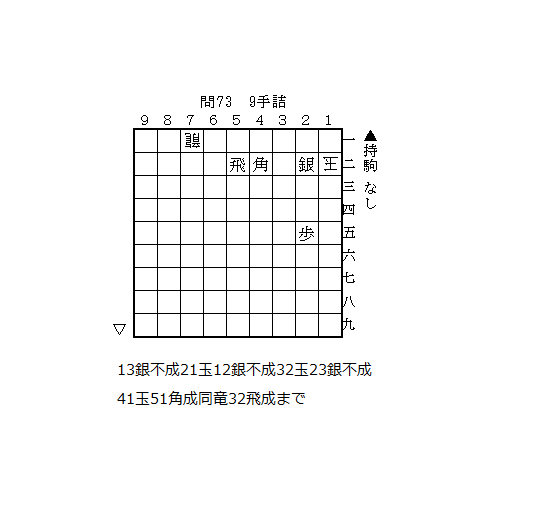 問73 9手詰
9 8 7 6 5 4 3 2 1
龍 一
飛 角 銀 王 二
三
四
歩 五
六
七
八
九
▲持駒 なし
▽
13銀不成21玉12銀不成32玉23銀不成
41玉51角成同竜32飛成まで